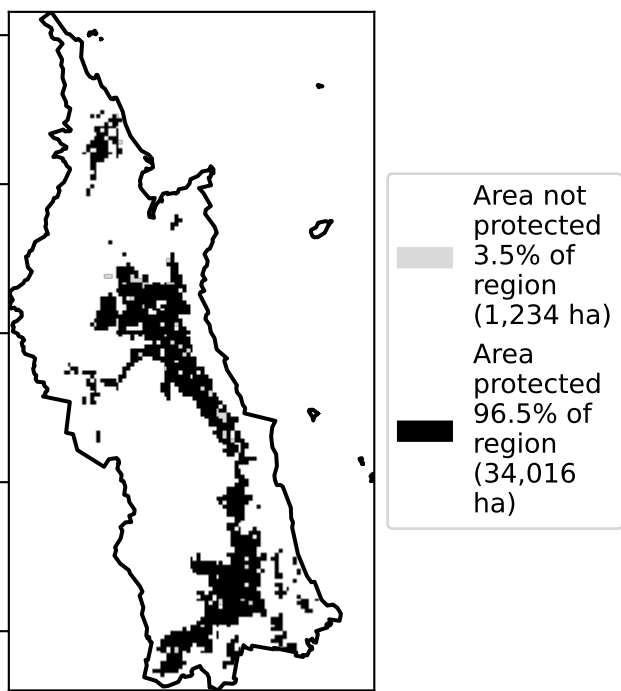 Area not
protected
3.5% of
region
(1,234 ha)
Area
protected
96.5% of
region
(34,016
ha)